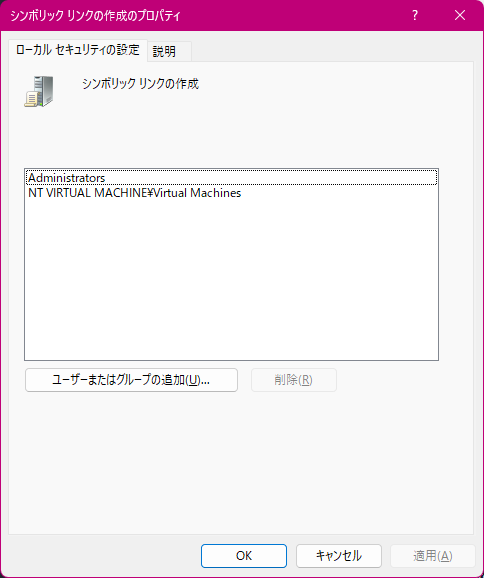 シンボリック リンクの作成のプロパティ
ローカル セキュリティの設定
説明
シンボリック リンクの作成
Administrators
NT VIRTUAL MACHINE¥Virtual Machines
ユーザーまたはグループの追加(U)...
削除(R)
OK
キャンセル
適用(A)